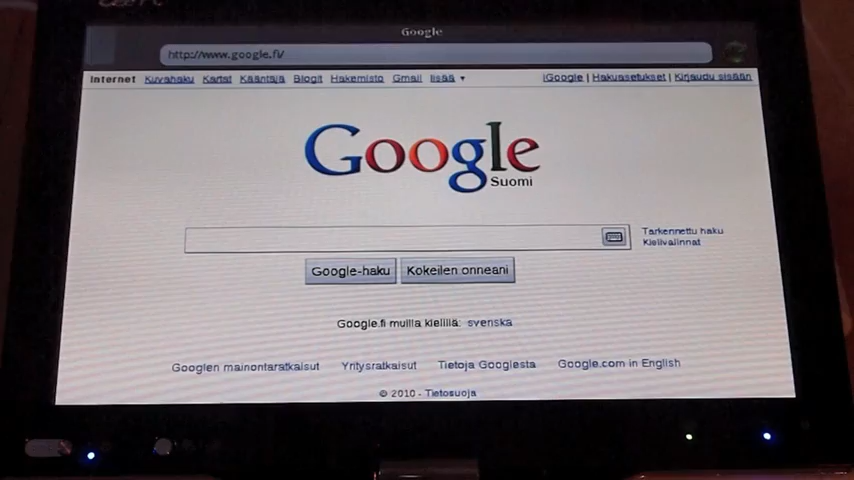 Google
http://www.google.fi/
Internet Kuvahaku Kartat Kääntäjä Blogit Hakemisto Gmail lisää ▼ iGoogle | Hakuasetukset | Kirjaudu sisään
Google
Suomi
Tarkennettu haku
Kielivalinnat
Google-haku Kokeilen onneani
Google.fi muilla kielillä: svenska
Googlen mainontaratkaisut Yritysratkaisut Tietoja Googlesta Google.com in English
© 2010 - Tietosuoja